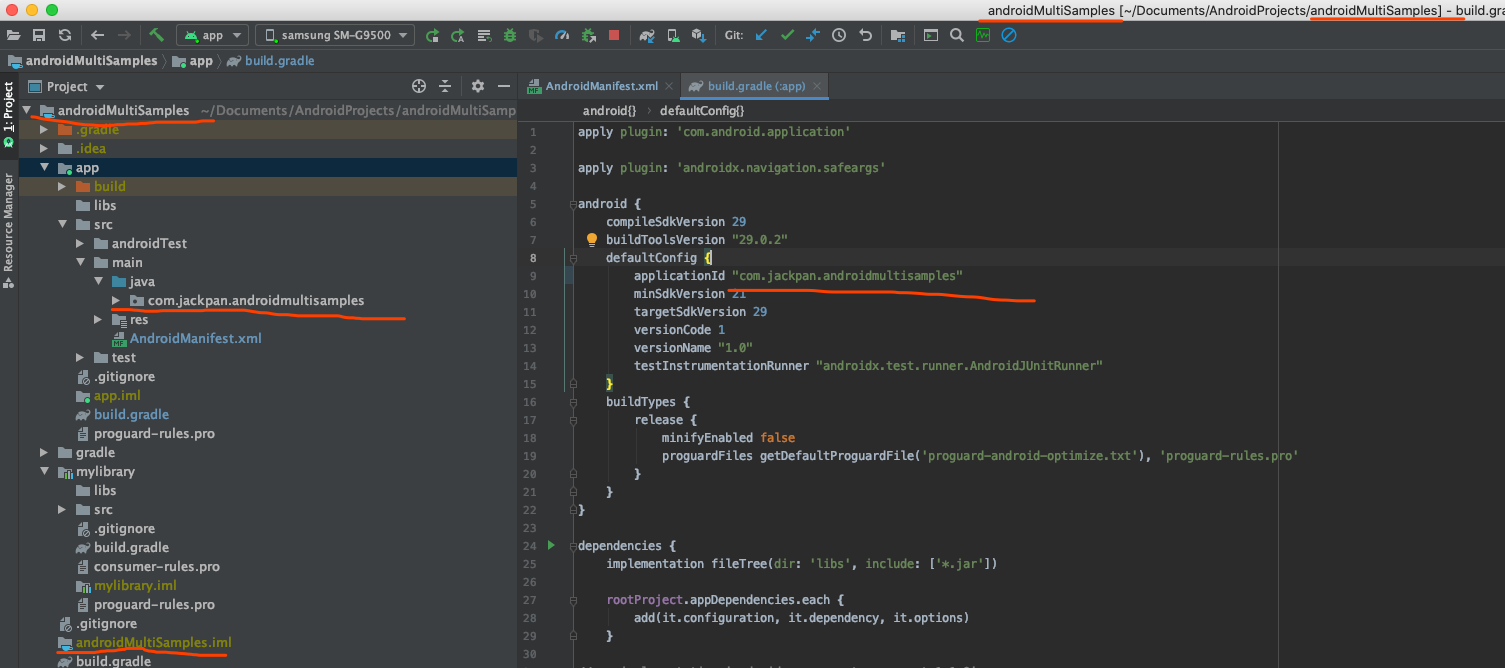 androidMultiSamples [~/Documents/AndroidProjects/androidMultiSamples] - build.gra
app
samsung SM-G9500
Git:
androidMultiSamples
app
build.gradle
1: Project
Resource Manager
Project
androidMultiSamples ~/Documents/AndroidProjects/androidMultiSamp
.gradle
.idea
app
build
libs
src
androidTest
main
java
com.jackpan.androidmultisamples
res
AndroidManifest.xml
test
.gitignore
app.iml
build.gradle
proguard-rules.pro
gradle
mylibrary
libs
src
.gitignore
build.gradle
consumer-rules.pro
mylibrary.iml
proguard-rules.pro
.gitignore
androidMultiSamples.iml
build.gradle
AndroidManifest.xml
build.gradle (:app)
android{}
defaultConfig{}
1 apply plugin: 'com.android.application'
2
3 apply plugin: 'androidx.navigation.safeargs'
4
5 android {
6 compileSdkVersion 29
7 buildToolsVersion "29.0.2"
8 defaultConfig {
9 applicationId "com.jackpan.androidmultisamples"
10 minSdkVersion 21
11 targetSdkVersion 29
12 versionCode 1
13 versionName "1.0"
14 testInstrumentationRunner "androidx.test.runner.AndroidJUnitRunner"
15 }
16 buildTypes {
17 release {
18 minifyEnabled false
19 proguardFiles getDefaultProguardFile('proguard-android-optimize.txt'), 'proguard-rules.pro'
20 }
21 }
22 }
23
24 dependencies {
25 implementation fileTree(dir: 'libs', include: ['*.jar'])
26
27 rootProject.appDependencies.each {
28 add(it.configuration, it.dependency, it.options)
29 }
30